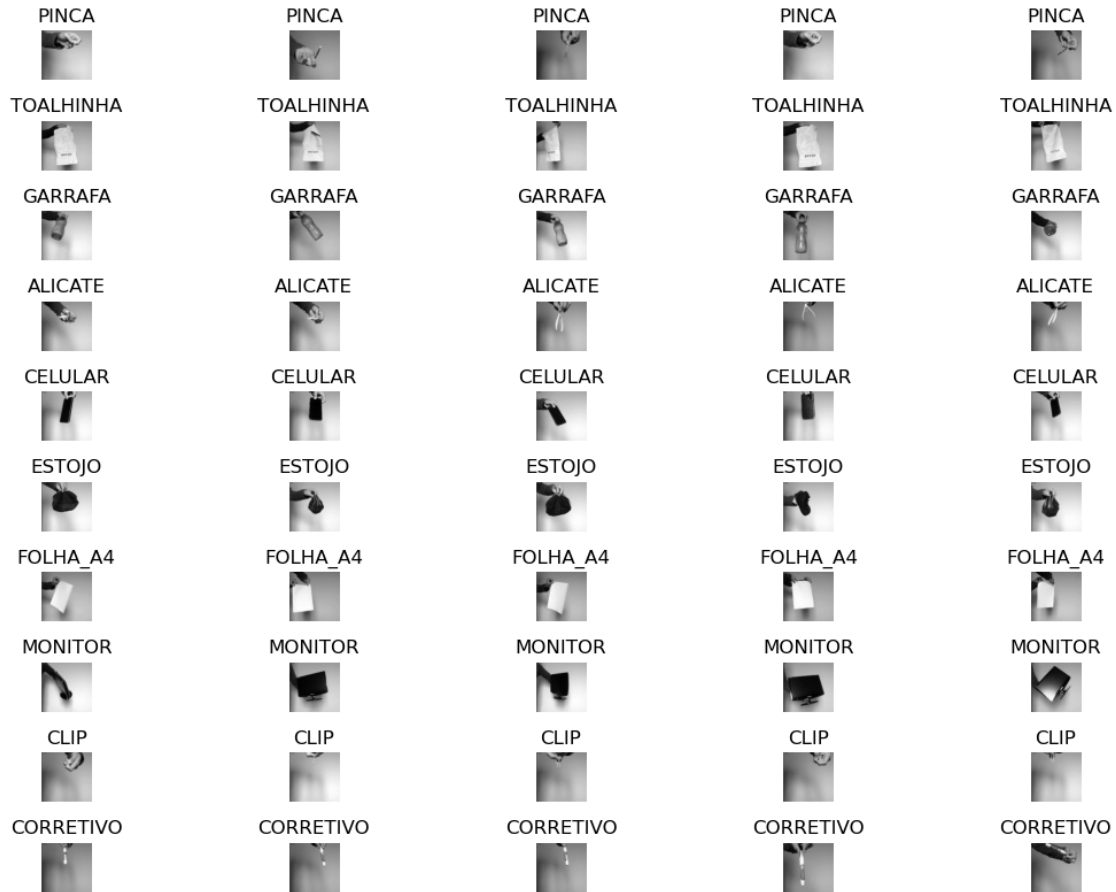 PINCA PINCA PINCA PINCA PINCA
TOALHINHA TOALHINHA TOALHINHA TOALHINHA TOALHINHA
GARRAFA GARRAFA GARRAFA GARRAFA GARRAFA
ALICATE ALICATE ALICATE ALICATE ALICATE
CELULAR CELULAR CELULAR CELULAR CELULAR
ESTOJO ESTOJO ESTOJO ESTOJO ESTOJO
FOLHA_A4 FOLHA_A4 FOLHA_A4 FOLHA_A4 FOLHA_A4
MONITOR MONITOR MONITOR MONITOR MONITOR
CLIP CLIP CLIP CLIP CLIP
CORRETIVO CORRETIVO CORRETIVO CORRETIVO CORRETIVO